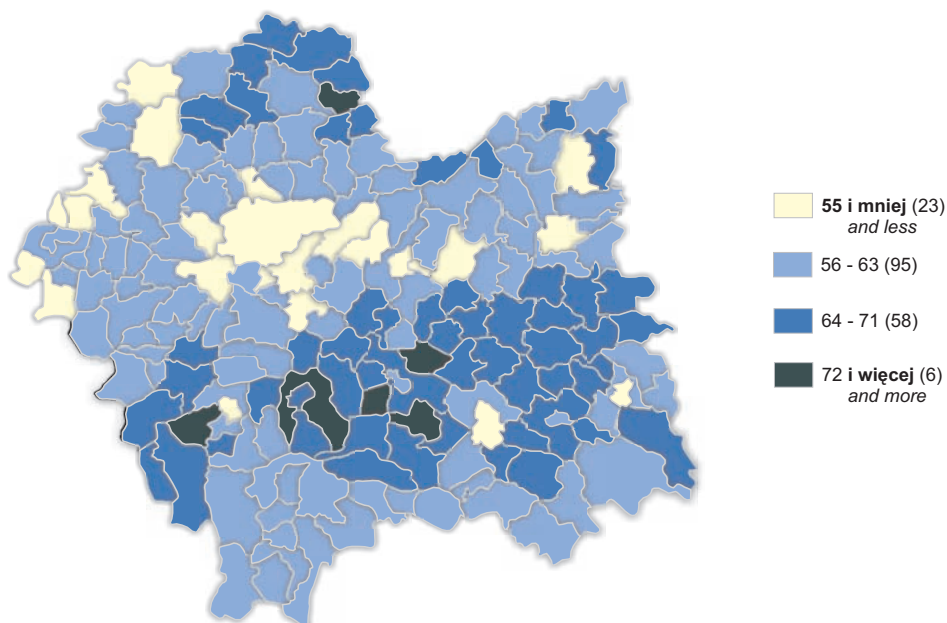 55 i mniej (23)
and less
56 - 63 (95)
64 - 71 (58)
72 i więcej (6)
and more